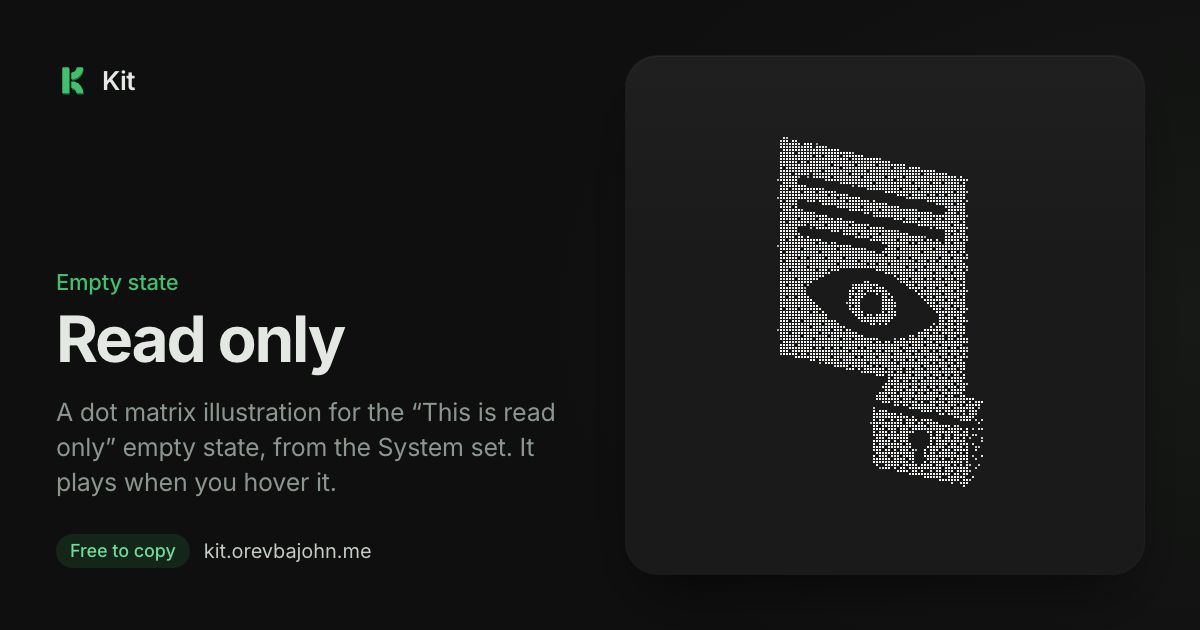 Kit
Empty state
Read only
A dot matrix illustration for the “This is read
only” empty state, from the System set. It
plays when you hover it.
Free to copy
kit.orevbajohn.me